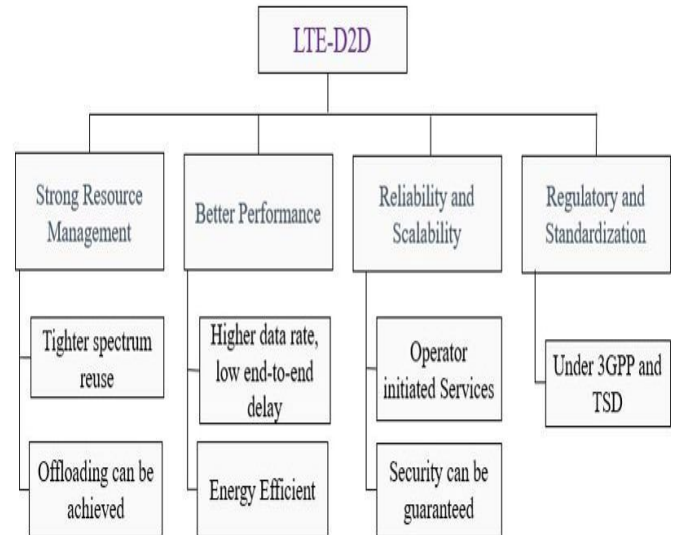 LTE-D2D
Strong Resource
Management
Better Performance
Reliability and
Scalability
Regulatory and
Standardization
Tighter spectrum
reuse
Offloading can be
achieved
Higher data rate,
low end-to-end
delay
Energy Efficient
Operator
initiated Services
Security can be
guaranteed
Under 3GPP and
TSD